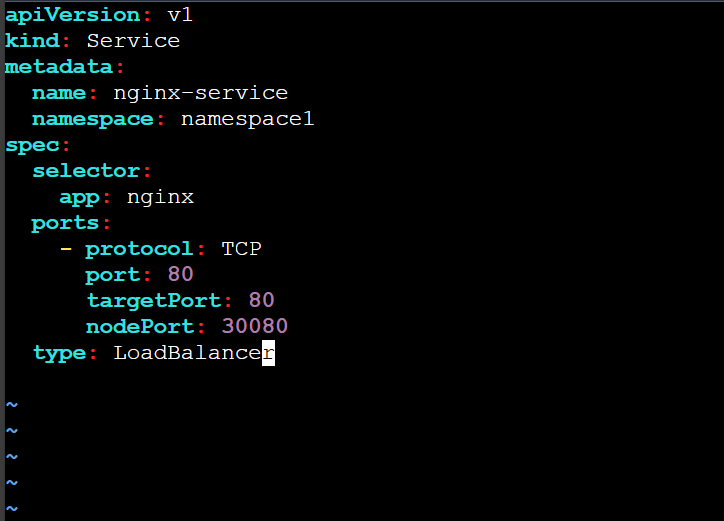 apiVersion: v1
kind: Service
metadata:
  name: nginx-service
  namespace: namespace1
spec:
  selector:
    app: nginx
  ports:
    - protocol: TCP
      port: 80
      targetPort: 80
      nodePort: 30080
  type: LoadBalancer
~
~
~
~
~